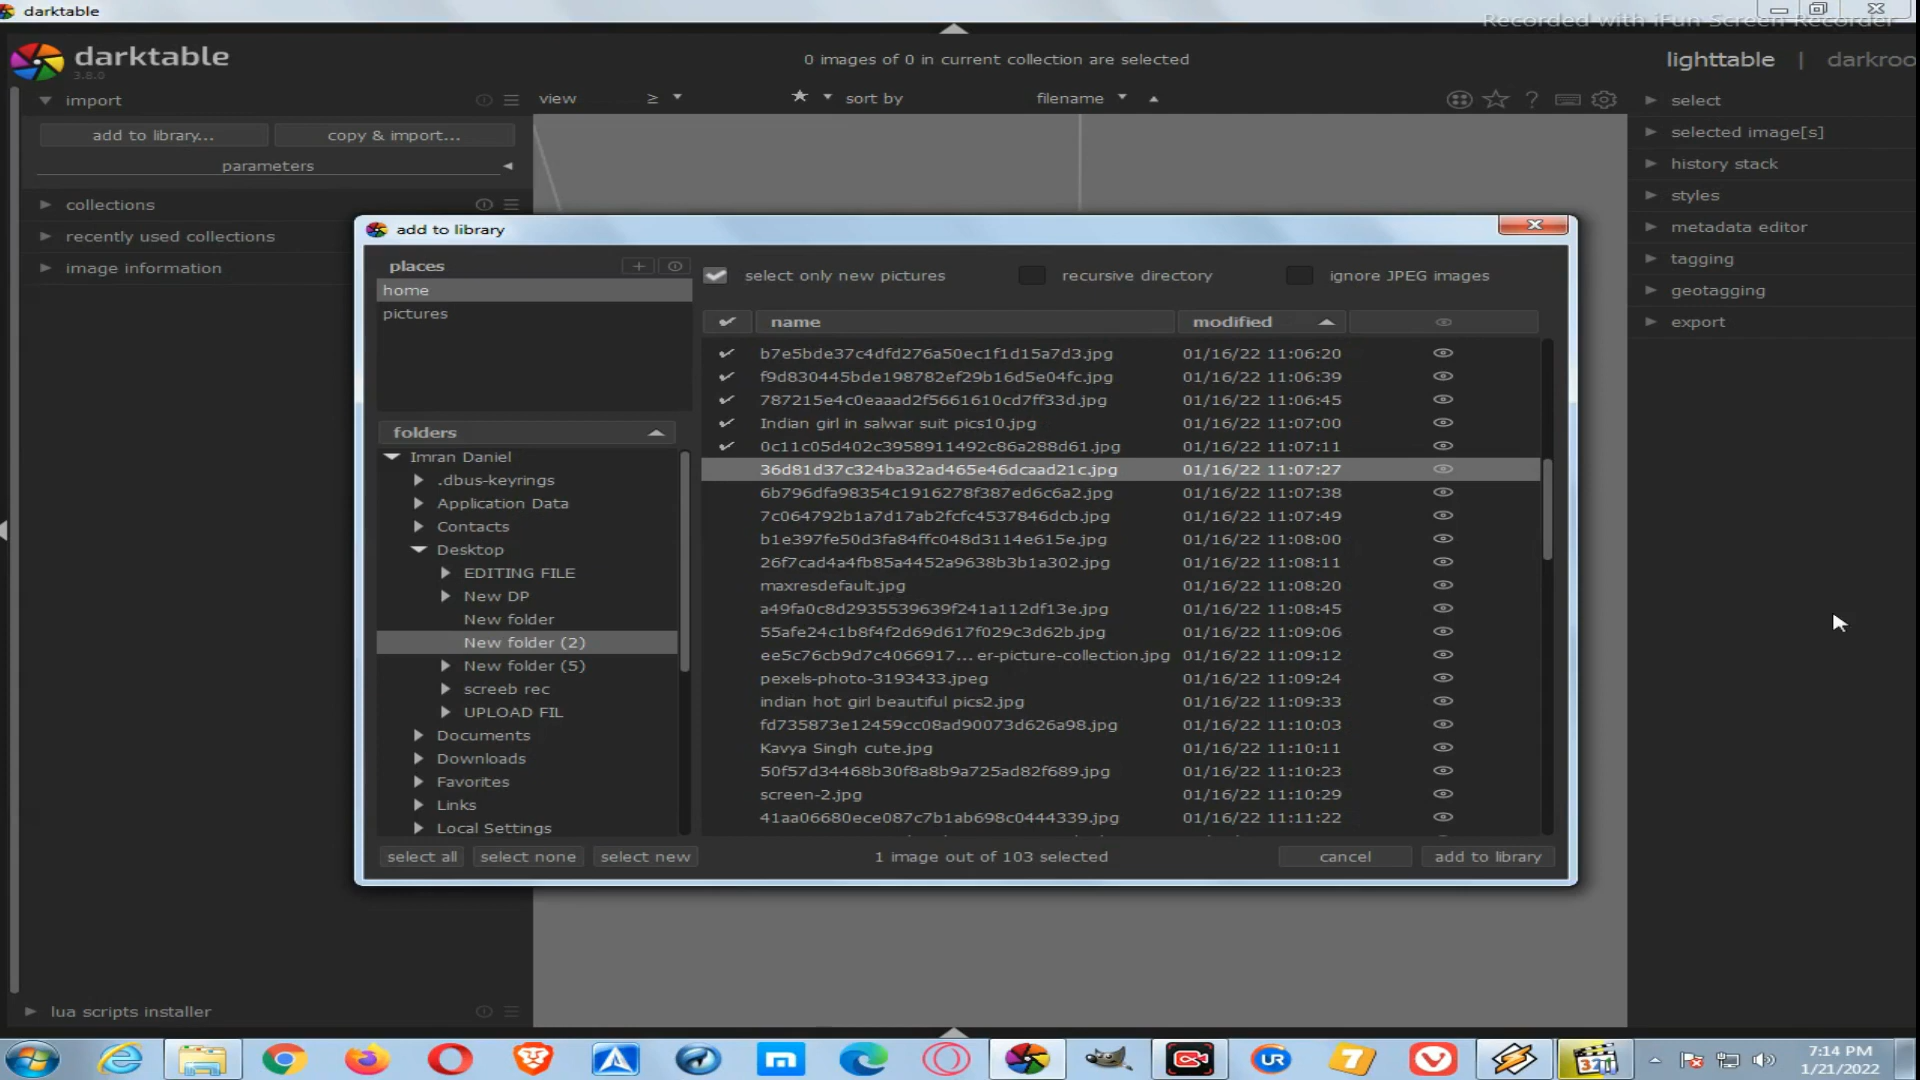 darktable
Recorded with iFun Screen Recorder
darktable
3.8.0
0 images of 0 in current collection are selected
lighttable | darkroo
import
view ≥ ★ sort by filename
add to library...
copy & import...
parameters
collections
recently used collections
image information
select
selected image[s]
history stack
styles
metadata editor
tagging
geotagging
export
add to library
places
home
pictures
select only new pictures
recursive directory
ignore JPEG images
name
modified
b7e5bde37c4dfd276a50ec1f1d15a7d3.jpg 01/16/22 11:06:20
f9d830445bde198782ef29b16d5e04fc.jpg 01/16/22 11:06:39
787215e4c0eaaad2f5661610cd7ff33d.jpg 01/16/22 11:06:45
Indian girl in salwar suit pics10.jpg 01/16/22 11:07:00
0c11c05d402c3958911492c86a288d61.jpg 01/16/22 11:07:11
36d81d37c324ba32ad465e46dcaad21c.jpg 01/16/22 11:07:27
6b796dfa98354c1916278f387ed6c6a2.jpg 01/16/22 11:07:38
7c064792b1a7d17ab2fcfc4537846dcb.jpg 01/16/22 11:07:49
b1e397fe50d3fa84ffc048d3114e615e.jpg 01/16/22 11:08:00
26f7cad4a4fb85a4452a9638b3b1a302.jpg 01/16/22 11:08:11
maxresdefault.jpg 01/16/22 11:08:20
a49fa0c8d2935539639f241a112df13e.jpg 01/16/22 11:08:45
55afe24c1b8f4f2d69d617f029c3d62b.jpg 01/16/22 11:09:06
ee5c76cb9d7c4066917... er-picture-collection.jpg 01/16/22 11:09:12
pexels-photo-3193433.jpeg 01/16/22 11:09:24
indian hot girl beautiful pics2.jpg 01/16/22 11:09:33
fd735873e12459cc08ad90073d626a98.jpg 01/16/22 11:10:03
Kavya Singh cute.jpg 01/16/22 11:10:11
50f57d34468b30f8a8b9a725ad82f689.jpg 01/16/22 11:10:23
screen-2.jpg 01/16/22 11:10:29
41aa06680ece087c7b1ab698c0444339.jpg 01/16/22 11:11:22
folders
Imran Daniel
.dbus-keyrings
Application Data
Contacts
Desktop
EDITING FILE
New DP
New folder
New folder (2)
New folder (5)
screeb rec
UPLOAD FIL
Documents
Downloads
Favorites
Links
Local Settings
select all
select none
select new
1 image out of 103 selected
cancel
add to library
lua scripts installer
UR
7
321
7:14 PM
1/21/2022